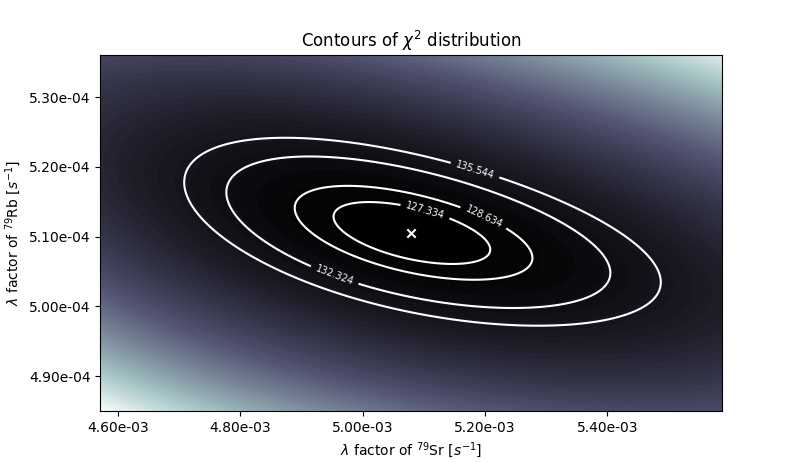 Contours of χ² distribution
5.30e-04
5.20e-04
5.10e-04
5.00e-04
4.90e-04
λ factor of ⁷⁹Rb [s⁻¹]
135.544
128.634
127.334
132.324
4.60e-03 4.80e-03 5.00e-03 5.20e-03 5.40e-03
λ factor of ⁷⁹Sr [s⁻¹]